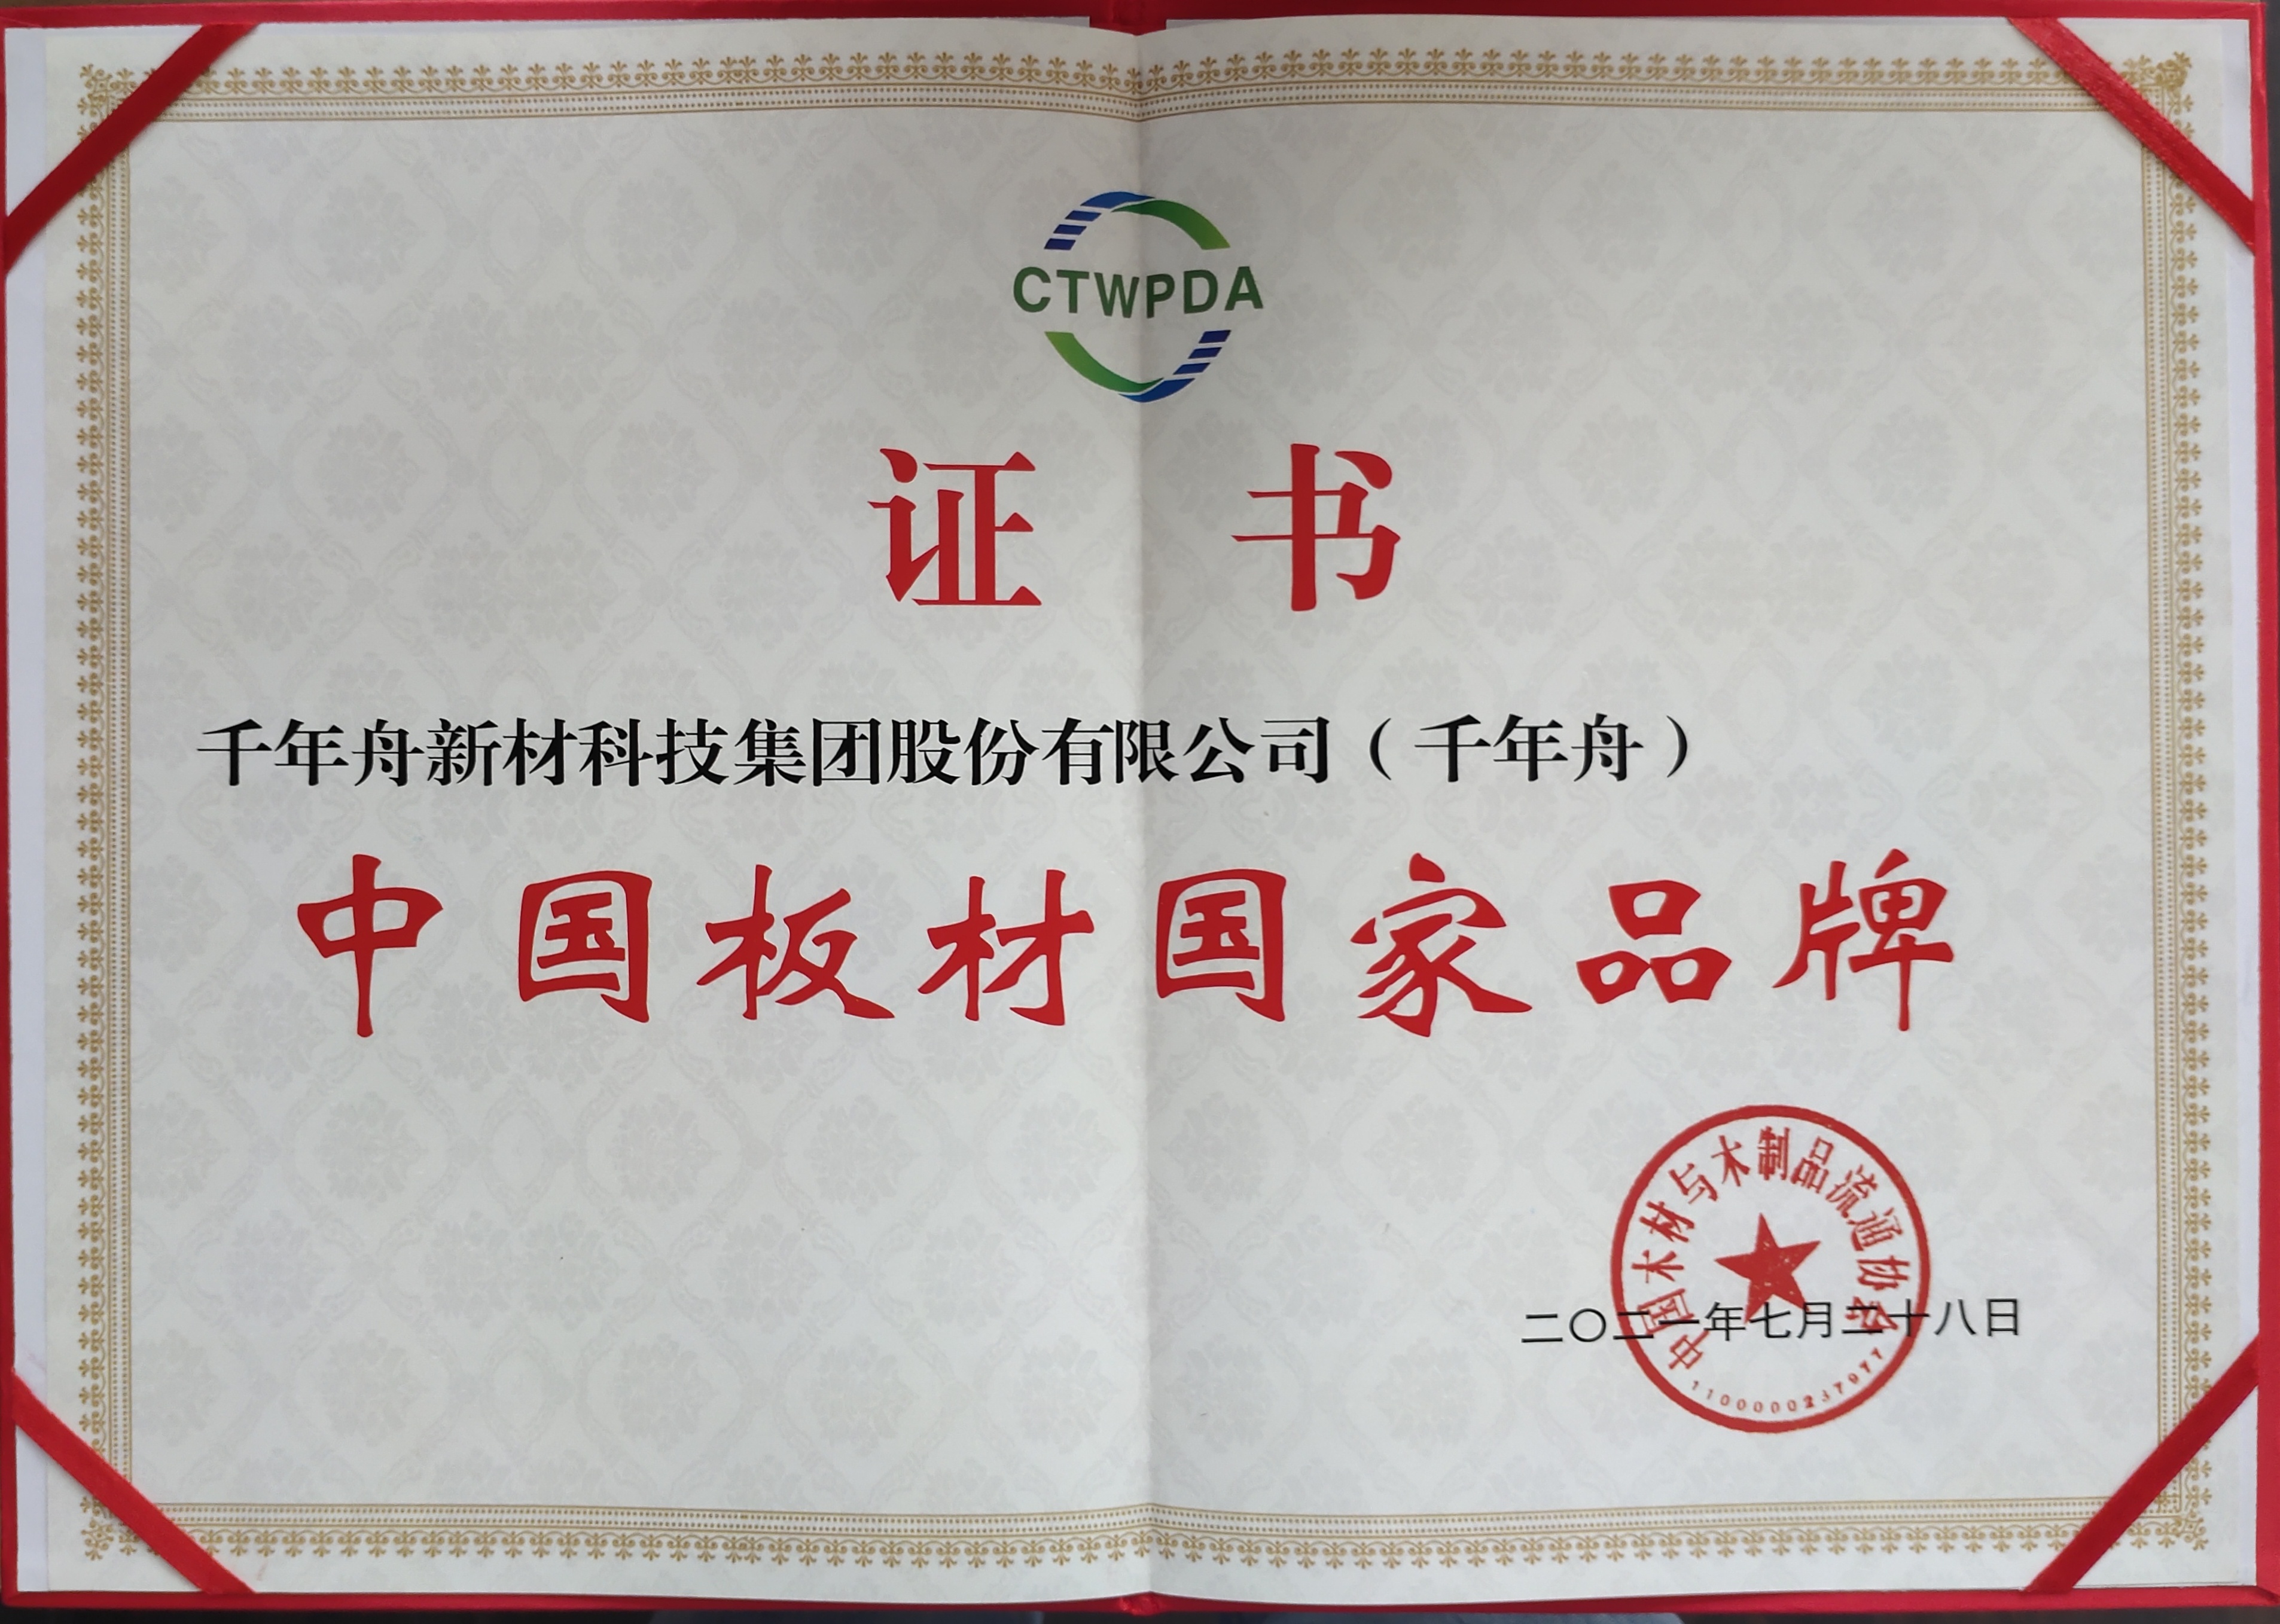 CTWPDA
证 书
千年舟新材科技集团股份有限公司（千年舟）
中国板材国家品牌
中国木材与木制品流通协会
二〇二一年七月二十八日
1100000237977